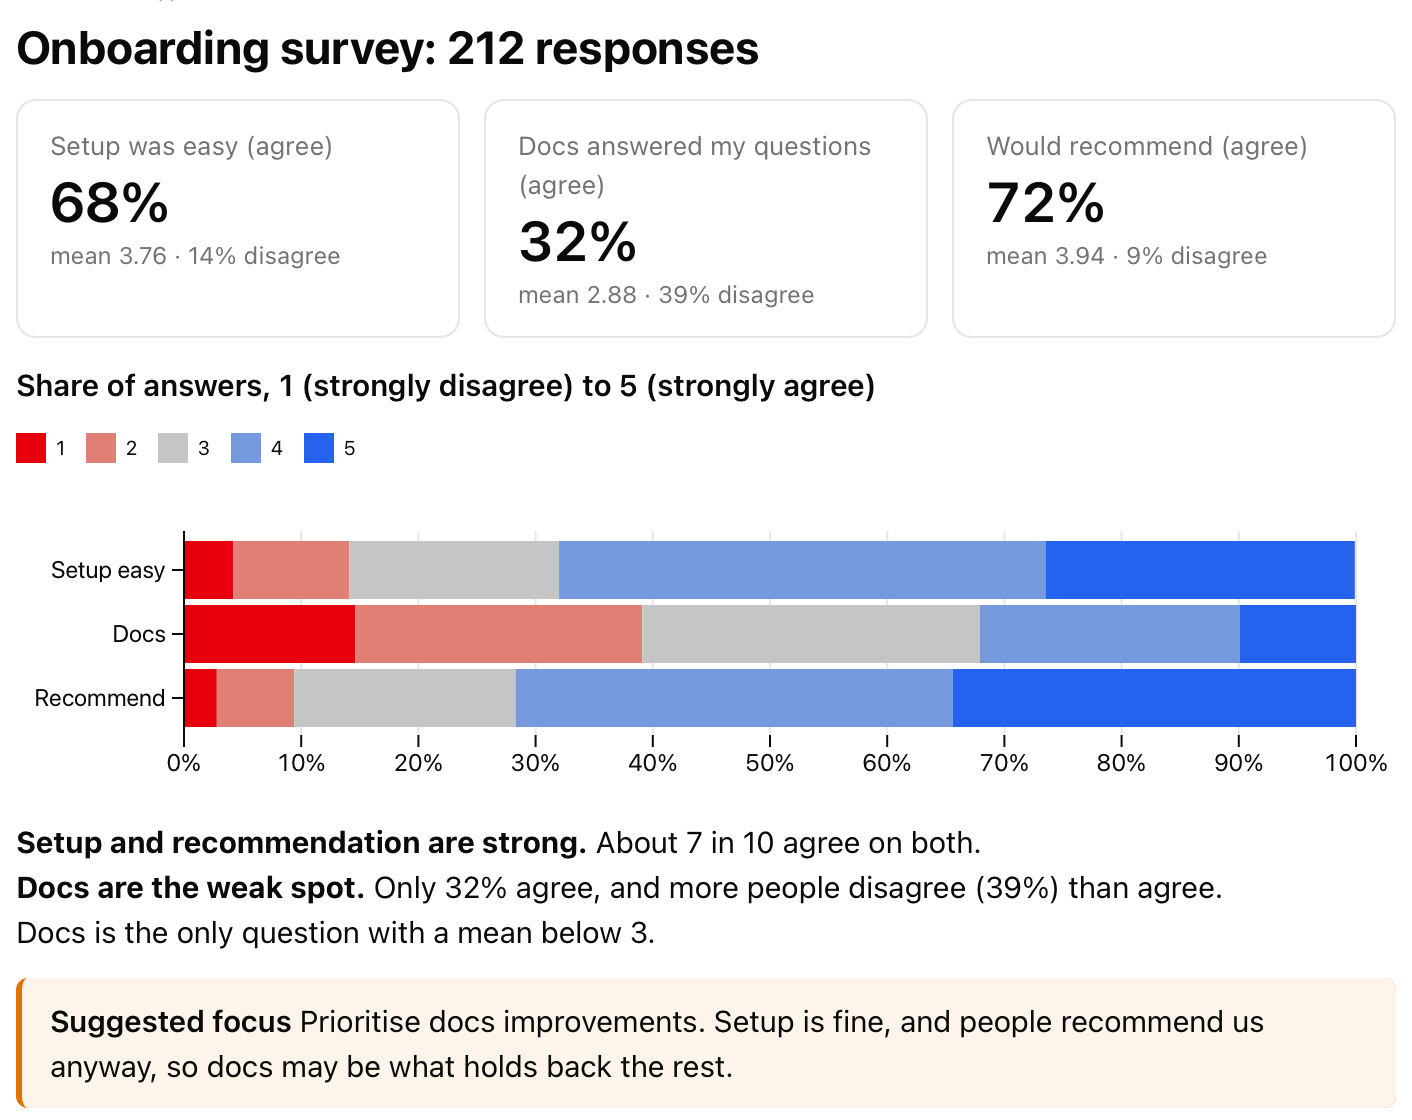 Onboarding survey: 212 responses
Setup was easy (agree)
68%
mean 3.76 · 14% disagree
Docs answered my questions
(agree)
32%
mean 2.88 · 39% disagree
Would recommend (agree)
72%
mean 3.94 · 9% disagree
Share of answers, 1 (strongly disagree) to 5 (strongly agree)
1 2 3 4 5
Setup easy
Docs
Recommend
0% 10% 20% 30% 40% 50% 60% 70% 80% 90% 100%
Setup and recommendation are strong. About 7 in 10 agree on both.
Docs are the weak spot. Only 32% agree, and more people disagree (39%) than agree.
Docs is the only question with a mean below 3.
Suggested focus Prioritise docs improvements. Setup is fine, and people recommend us
anyway, so docs may be what holds back the rest.